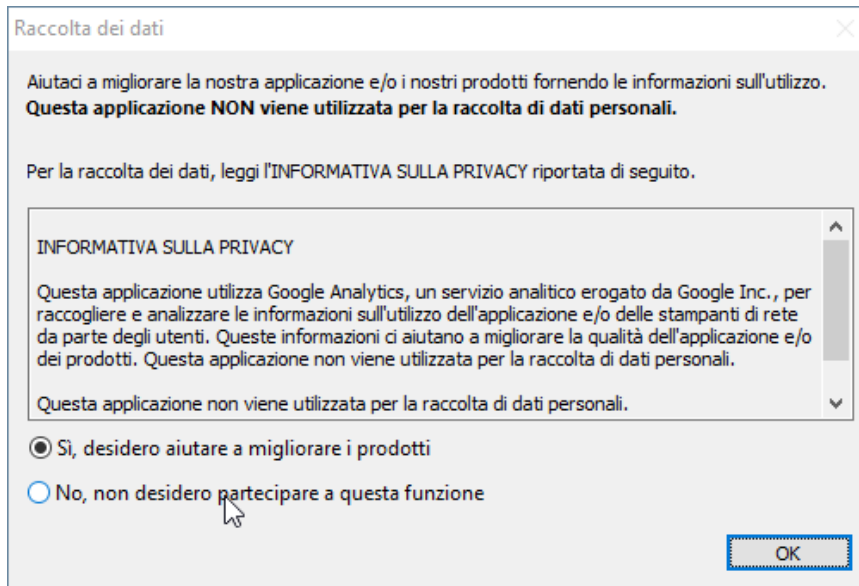 Raccolta dei dati
Aiutaci a migliorare la nostra applicazione e/o i nostri prodotti fornendo le informazioni sull'utilizzo.
Questa applicazione NON viene utilizzata per la raccolta di dati personali.
Per la raccolta dei dati, leggi l'INFORMATIVA SULLA PRIVACY riportata di seguito.
INFORMATIVA SULLA PRIVACY
Questa applicazione utilizza Google Analytics, un servizio analitico erogato da Google Inc., per
raccogliere e analizzare le informazioni sull'utilizzo dell'applicazione e/o delle stampanti di rete
da parte degli utenti. Queste informazioni ci aiutano a migliorare la qualità dell'applicazione e/o
dei prodotti. Questa applicazione non viene utilizzata per la raccolta di dati personali.
Questa applicazione non viene utilizzata per la raccolta di dati personali.
Sì, desidero aiutare a migliorare i prodotti
No, non desidero partecipare a questa funzione
OK